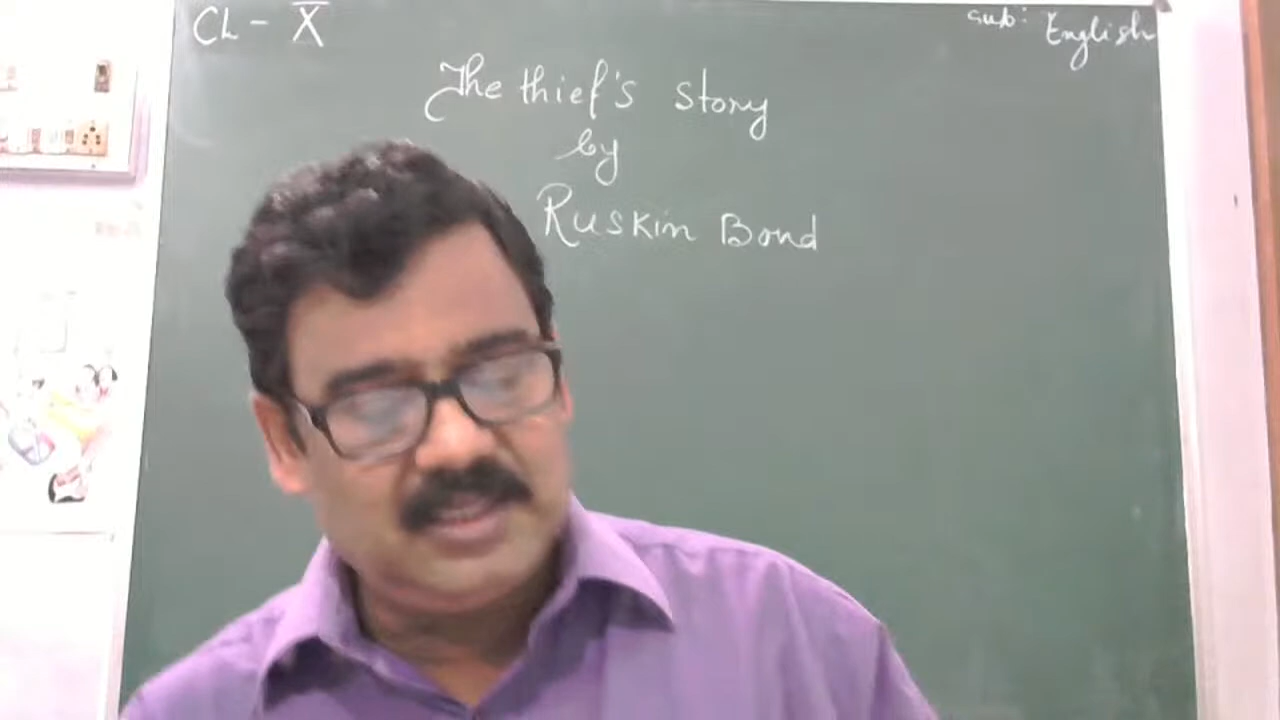 CL - X
sub: English
The thief's story
by
Ruskin Bond